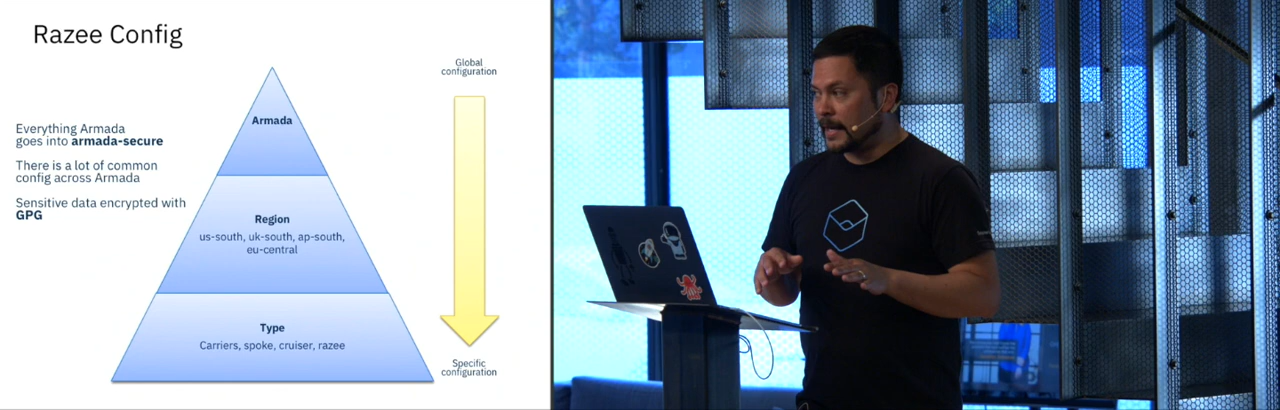 Razee Config
Everything Armada
goes into armada-secure
There is a lot of common
config across Armada
Sensitive data encrypted with
GPG
Armada
Region
us-south, uk-south, ap-south,
eu-central
Type
Carriers, spoke, cruiser, razee
Global
configuration
Specific
configuration